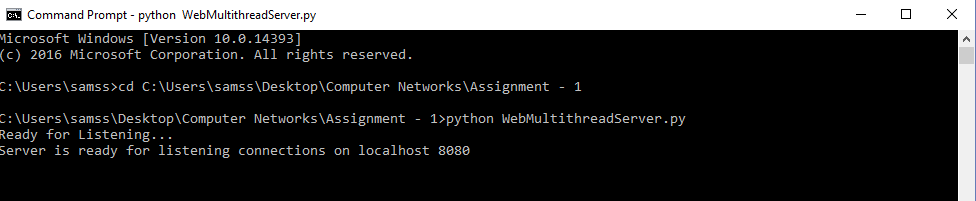 Command Prompt - python  WebMultithreadServer.py
Microsoft Windows [Version 10.0.14393]
(c) 2016 Microsoft Corporation. All rights reserved.
C:\Users\samss>cd C:\Users\samss\Desktop\Computer Networks\Assignment - 1
C:\Users\samss\Desktop\Computer Networks\Assignment - 1>python WebMultithreadServer.py
Ready for Listening...
Server is ready for listening connections on localhost 8080